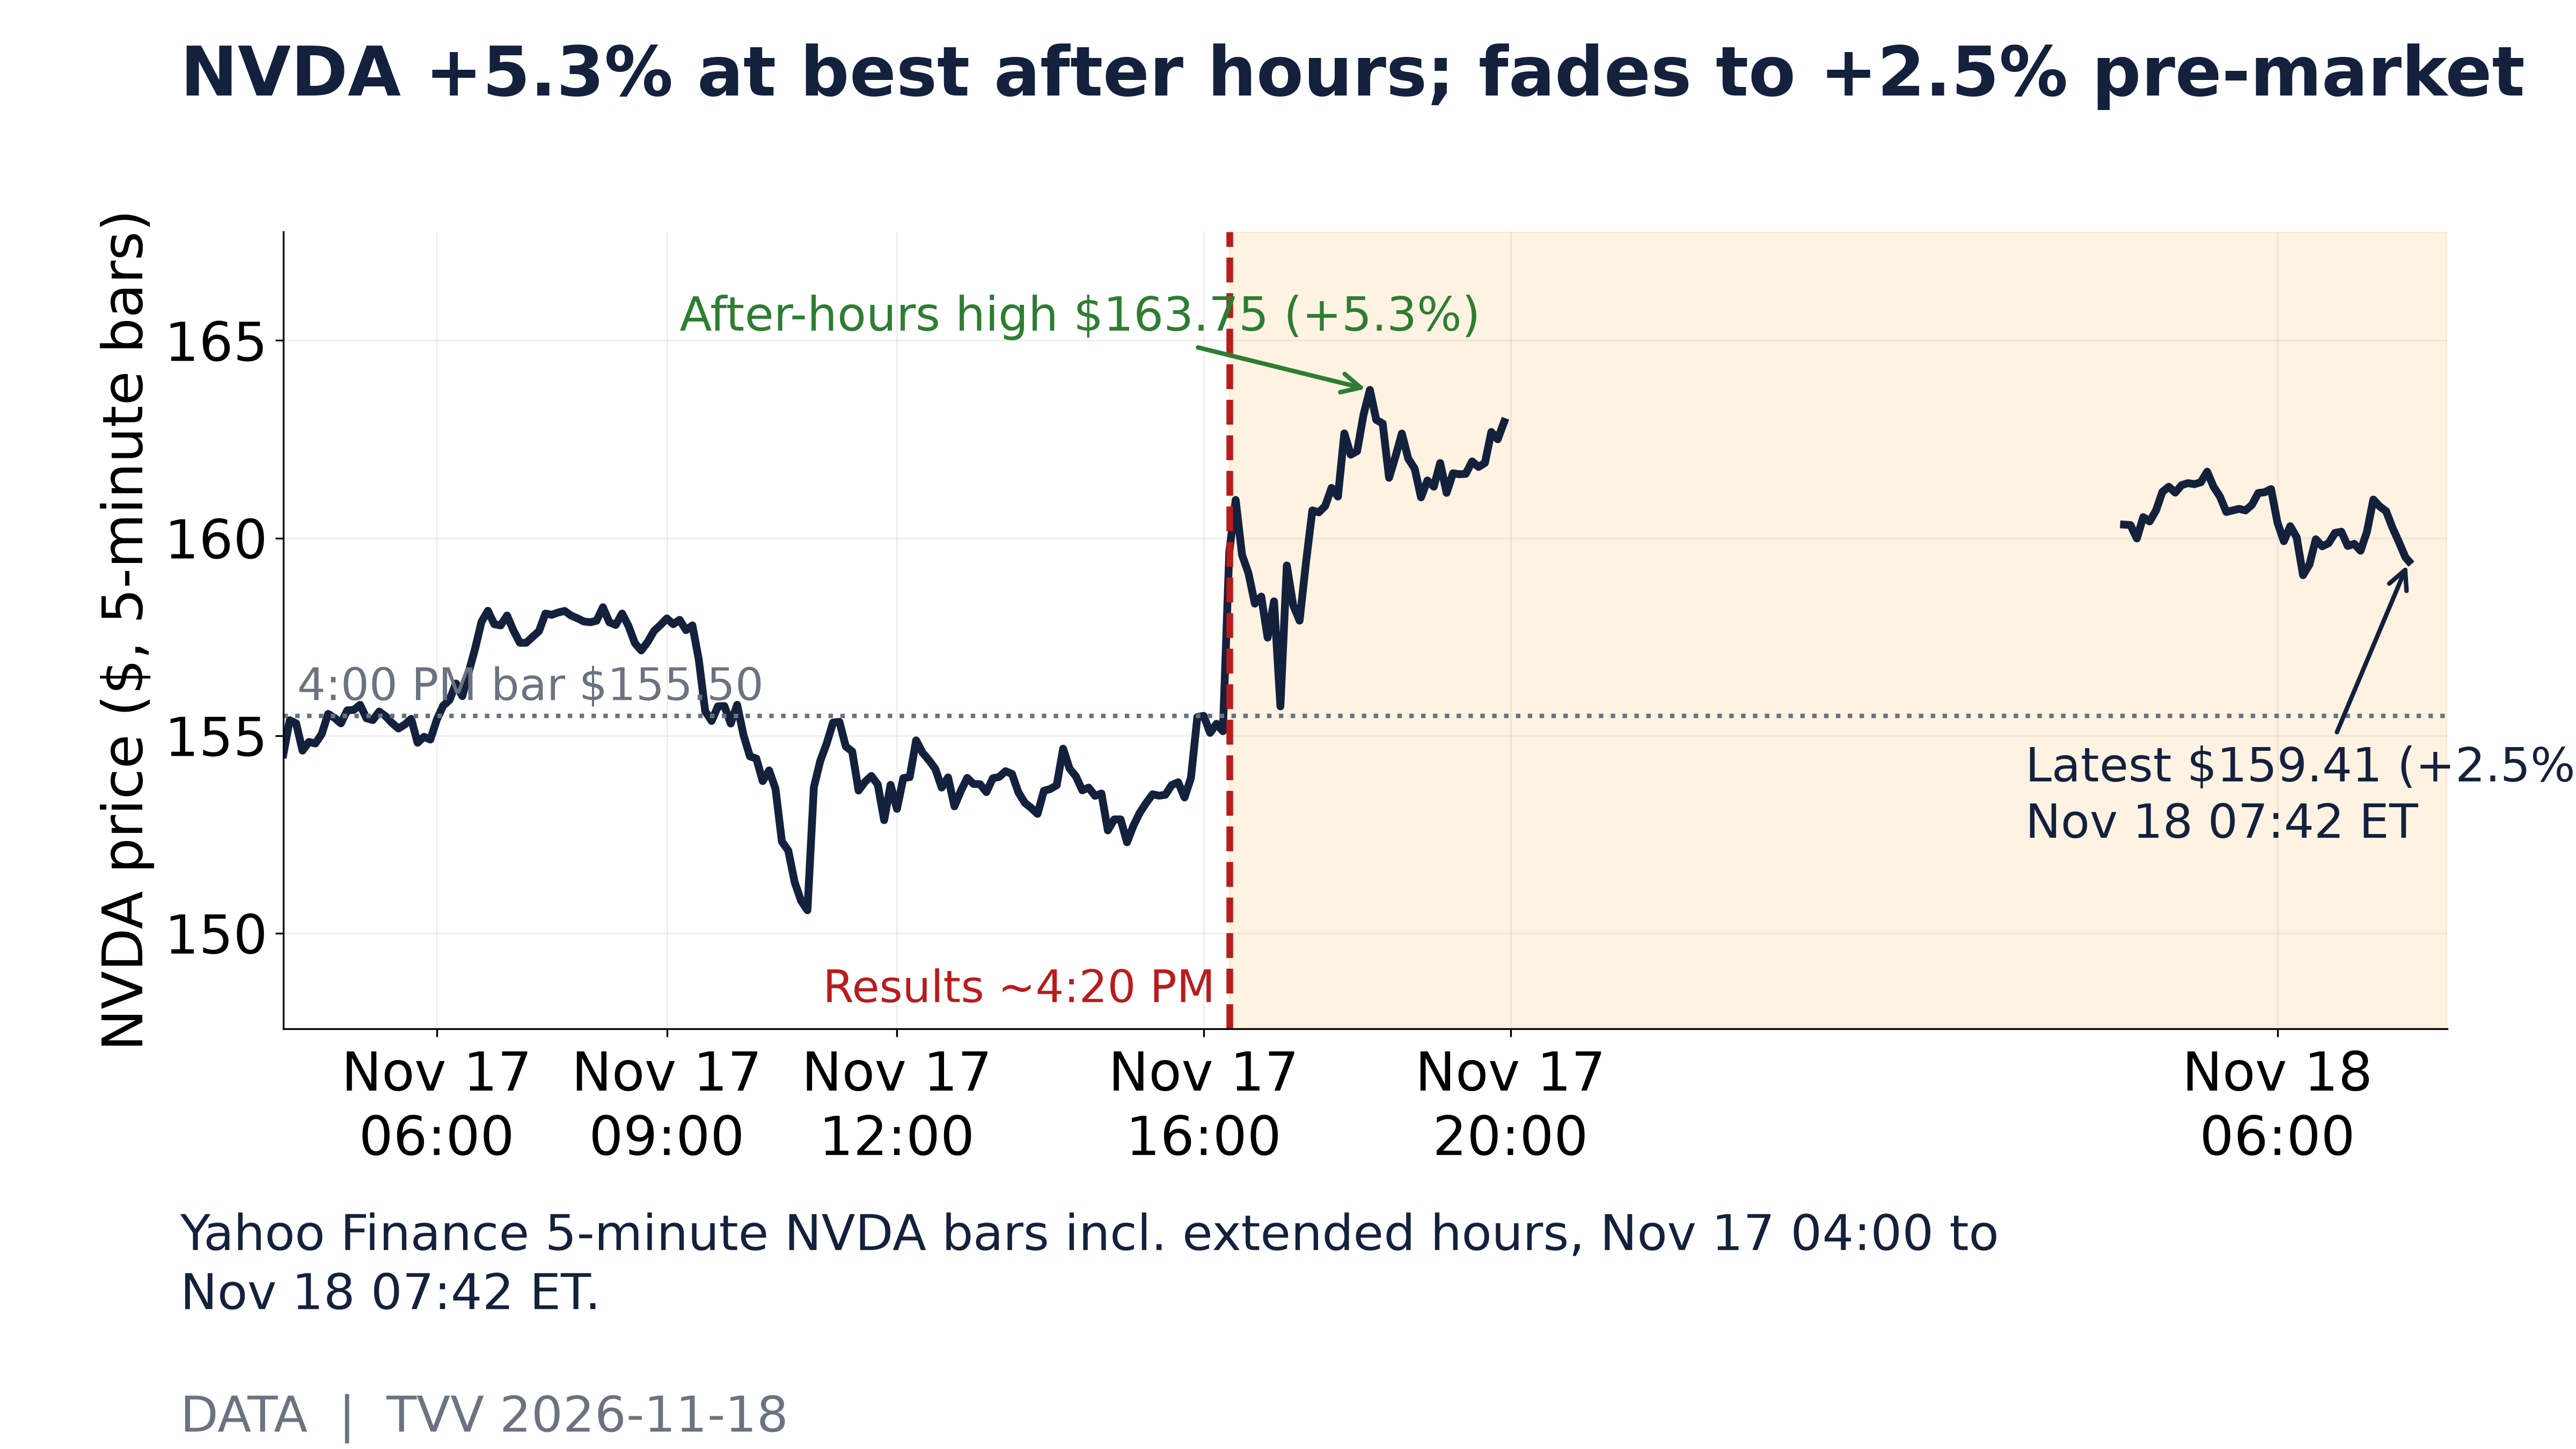 NVDA +5.3% at best after hours; fades to +2.5% pre-market
NVDA price ($, 5-minute bars)
165
160
155
150
After-hours high $163.75 (+5.3%)
4:00 PM bar $155.50
Latest $159.41 (+2.5%
Nov 18 07:42 ET
Results ~4:20 PM
Nov 17 Nov 17 Nov 17 Nov 17 Nov 17 Nov 18
06:00 09:00 12:00 16:00 20:00 06:00
Yahoo Finance 5-minute NVDA bars incl. extended hours, Nov 17 04:00 to
Nov 18 07:42 ET.
DATA | TVV 2026-11-18